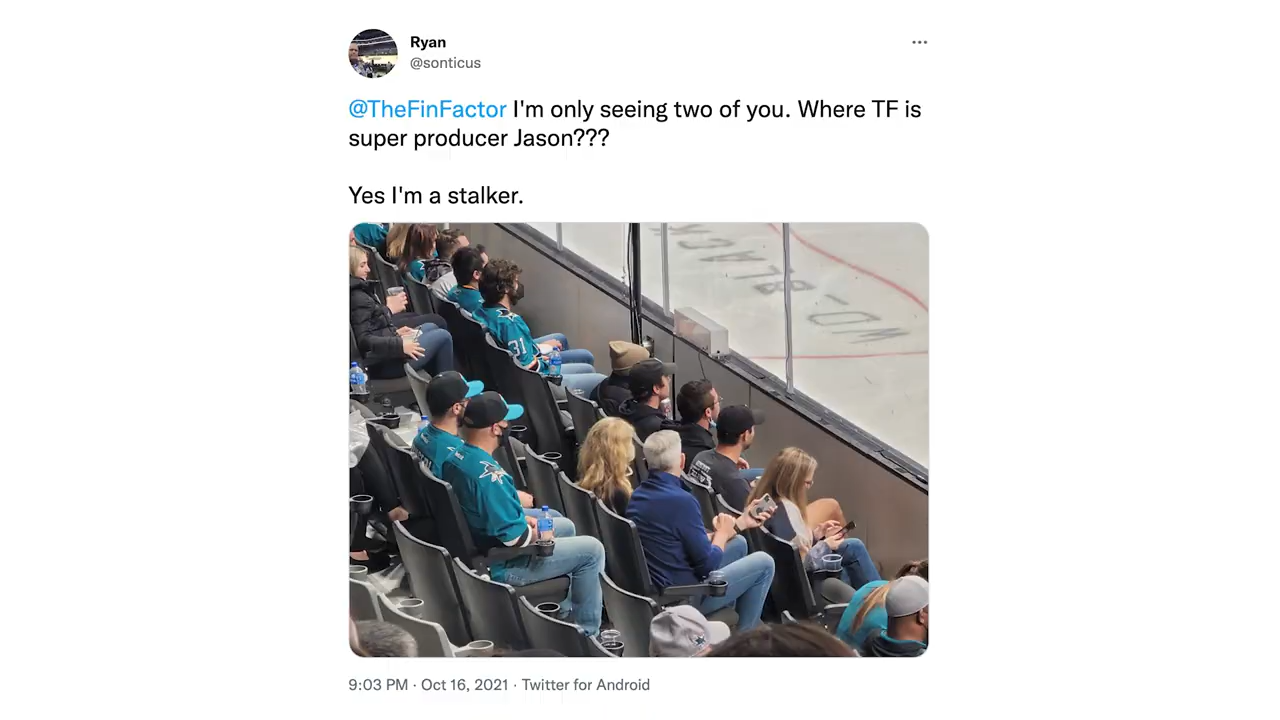 Ryan
@sonticus
@TheFinFactor I'm only seeing two of you. Where TF is
super producer Jason???
Yes I'm a stalker.
31
9:03 PM · Oct 16, 2021 · Twitter for Android